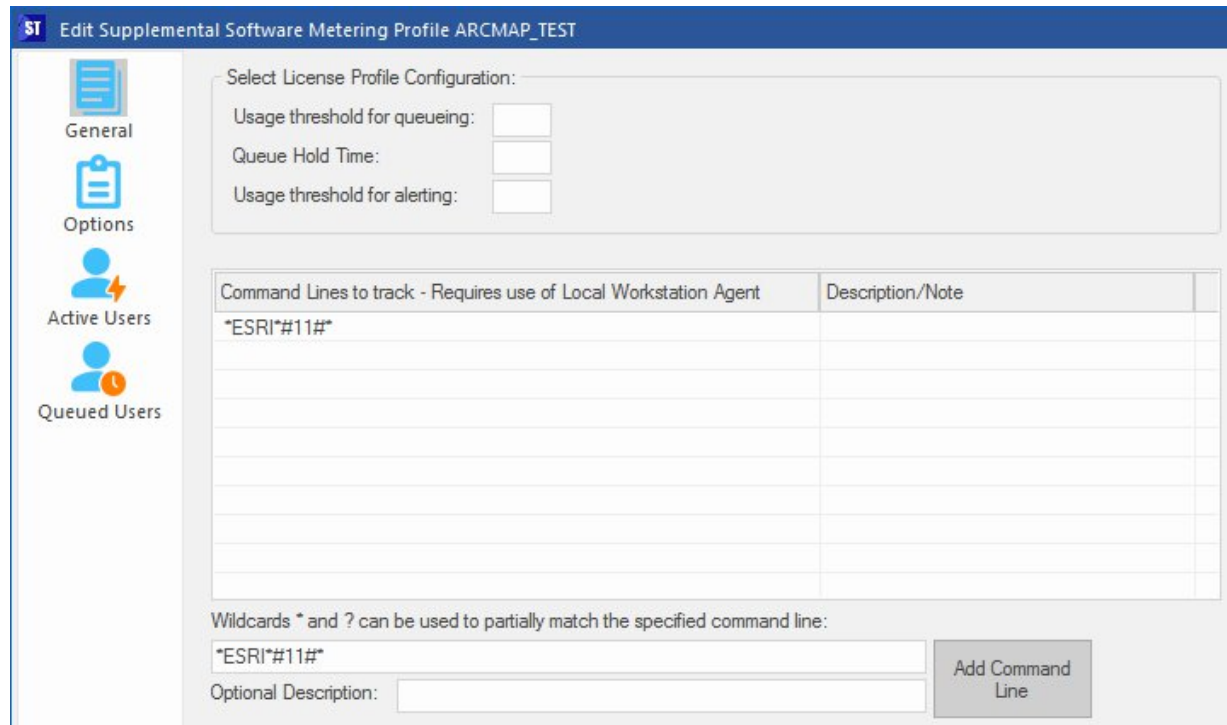 ST Edit Supplemental Software Metering Profile ARCMAP_TEST
General
Options
Active Users
Queued Users
Select License Profile Configuration:
Usage threshold for queueing:
Queue Hold Time:
Usage threshold for alerting:
Command Lines to track - Requires use of Local Workstation Agent Description/Note
*ESRI*#11#*
Wildcards * and ? can be used to partially match the specified command line:
*ESRI*#11#*
Add Command
Line
Optional Description: